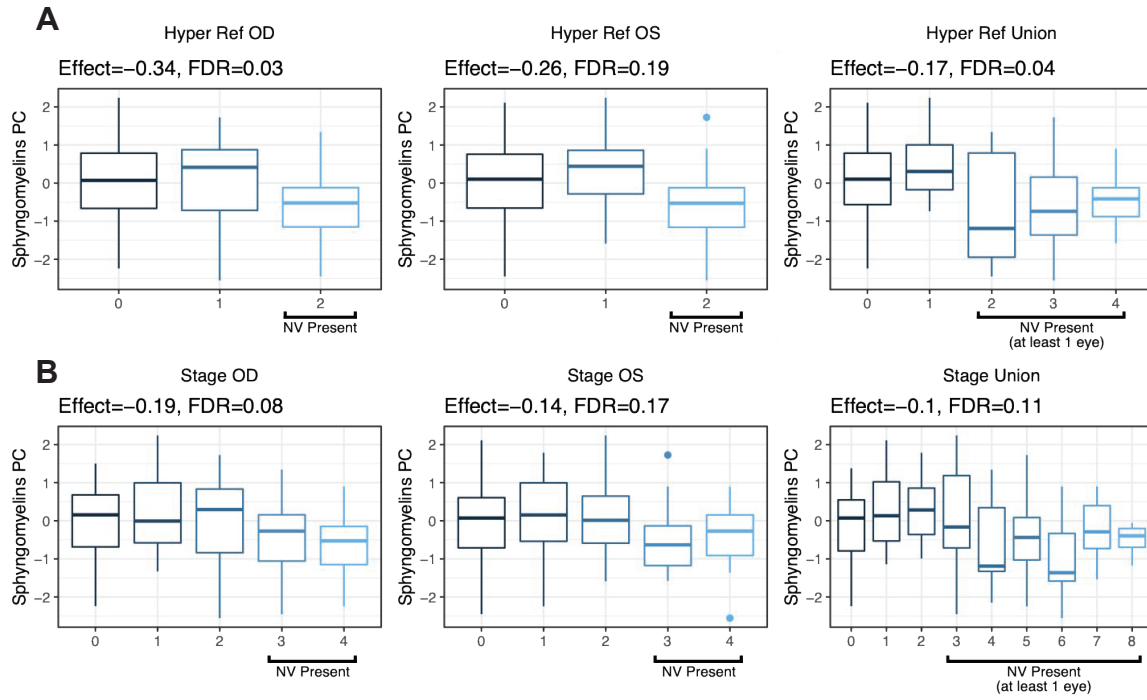 A
Hyper Ref OD
Effect=−0.34, FDR=0.03
Sphyngomyelins PC
2
1
0
−1
−2
0 1 2
NV Present
Hyper Ref OS
Effect=−0.26, FDR=0.19
Sphyngomyelins PC
2
1
0
−1
−2
0 1 2
NV Present
Hyper Ref Union
Effect=−0.17, FDR=0.04
Sphyngomyelins PC
2
1
0
−1
−2
0 1 2 3 4
NV Present
(at least 1 eye)
B
Stage OD
Effect=−0.19, FDR=0.08
Sphyngomyelins PC
2
1
0
−1
−2
0 1 2 3 4
NV Present
Stage OS
Effect=−0.14, FDR=0.17
Sphyngomyelins PC
2
1
0
−1
−2
0 1 2 3 4
NV Present
Stage Union
Effect=−0.1, FDR=0.11
Sphyngomyelins PC
2
1
0
−1
−2
0 1 2 3 4 5 6 7 8
NV Present
(at least 1 eye)